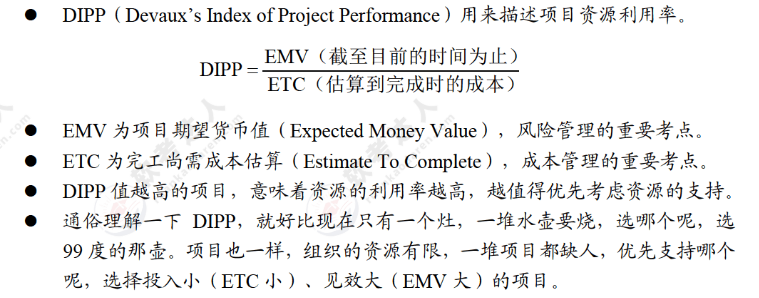 ● DIPP（Devaux's Index of Project Performance）用来描述项目资源利用率。
DIPP = EMV（截至目前的时间为止）
ETC（估算到完成时的成本）
● EMV 为项目期望货币值（Expected Money Value），风险管理的重要考点。
● ETC 为完工尚需成本估算（Estimate To Complete），成本管理的重要考点。
● DIPP 值越高的项目，意味着资源的利用率越高，越值得优先考虑资源的支持。
● 通俗理解一下 DIPP，就好比现在只有一个灶，一堆水壶要烧，选哪个呢，选
99 度的那壶。项目也一样，组织的资源有限，一堆项目都缺人，优先支持哪个
呢，选择投入小（ETC 小）、见效大（EMV 大）的项目。